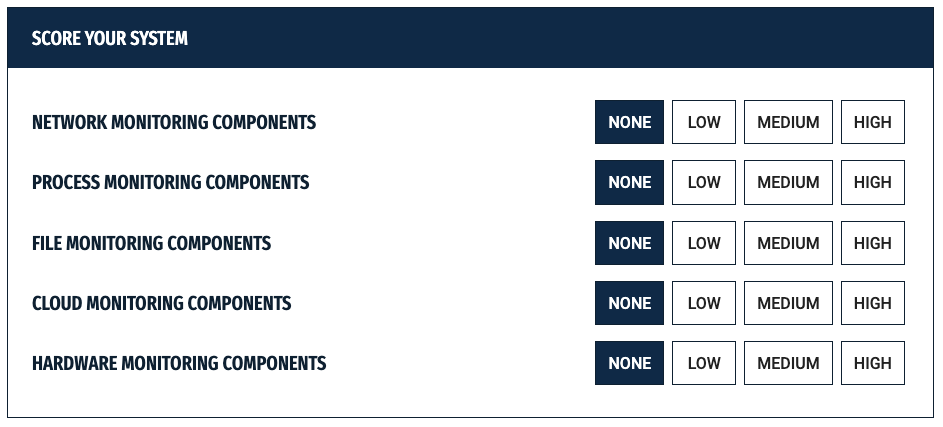 SCORE YOUR SYSTEM
NETWORK MONITORING COMPONENTS NONE LOW MEDIUM HIGH
PROCESS MONITORING COMPONENTS NONE LOW MEDIUM HIGH
FILE MONITORING COMPONENTS NONE LOW MEDIUM HIGH
CLOUD MONITORING COMPONENTS NONE LOW MEDIUM HIGH
HARDWARE MONITORING COMPONENTS NONE LOW MEDIUM HIGH